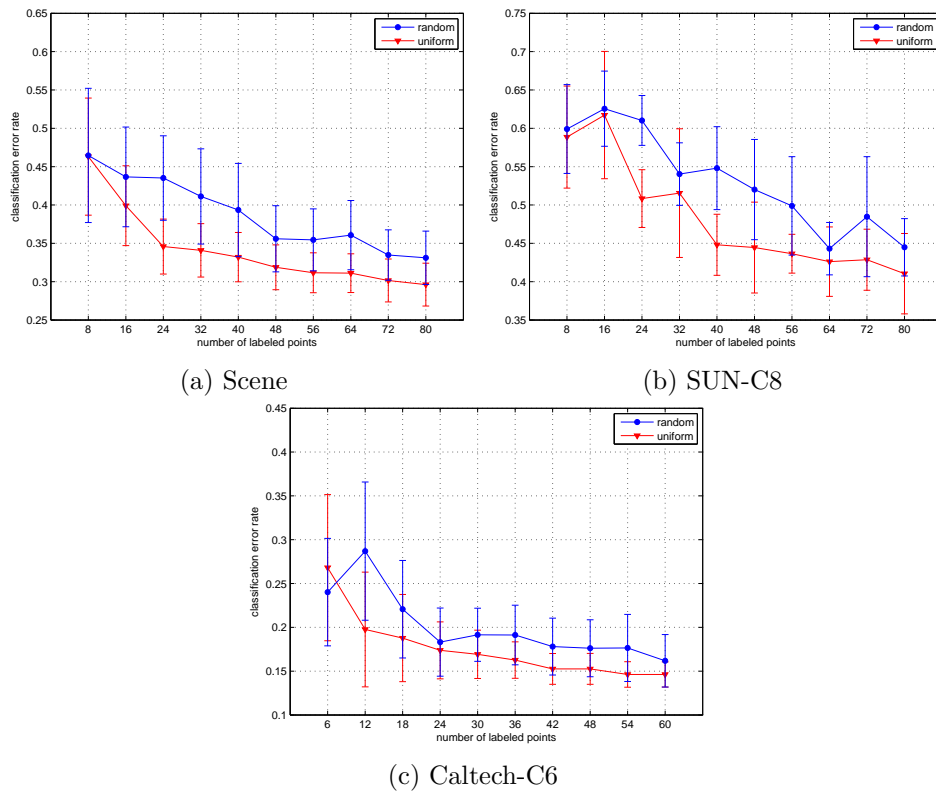 0.65
0.6
0.55
0.5
0.45
0.4
0.35
0.3
0.25
8 16 24 32 40 48 56 64 72 80
number of labeled points
classification error rate
random
uniform
(a) Scene
0.75
0.7
0.65
0.6
0.55
0.5
0.45
0.4
0.35
8 16 24 32 40 48 56 64 72 80
number of labeled points
classification error rate
random
uniform
(b) SUN-C8
0.45
0.4
0.35
0.3
0.25
0.2
0.15
0.1
6 12 18 24 30 36 42 48 54 60
number of labeled points
classification error rate
random
uniform
(c) Caltech-C6